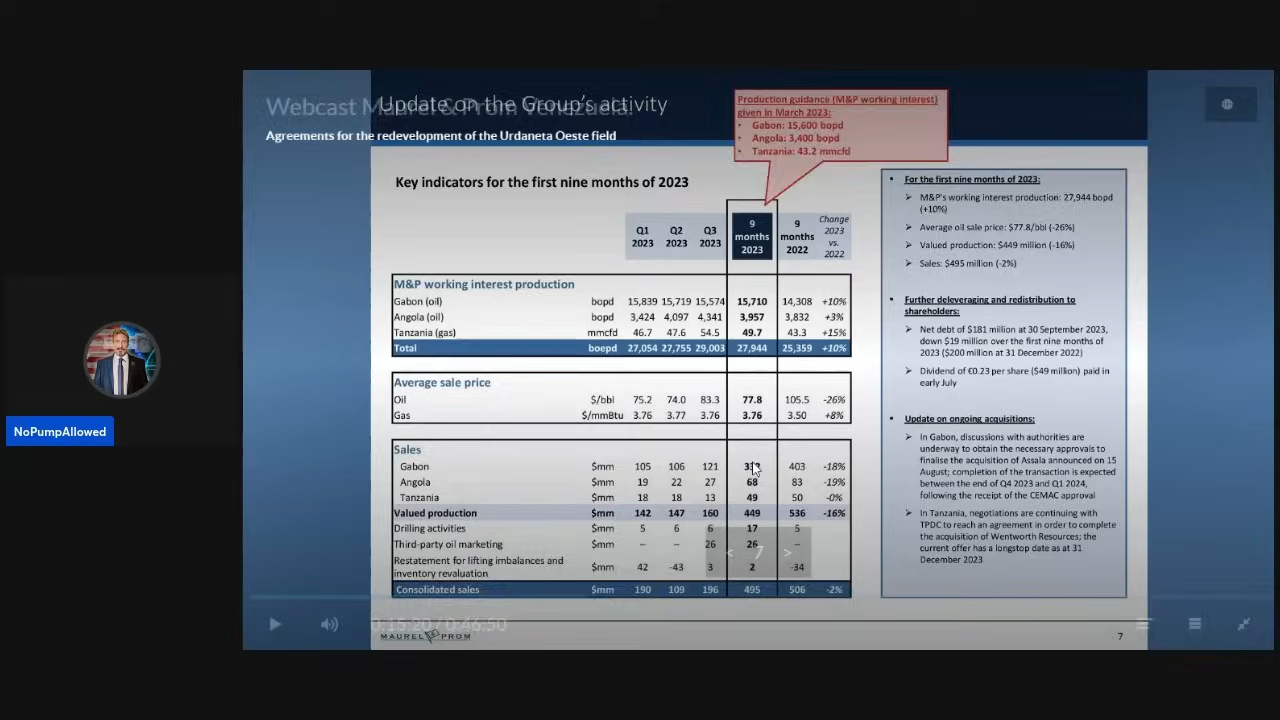 Webcast Maurel & Prom Venezuela.
Update on the Group's activity
Agreements for the redevelopment of the Urdaneta Oeste field
Production guidance (M&P working interest)
given in March 2023:
• Gabon: 15,600 bopd
• Angola: 3,400 bopd
• Tanzania: 43.2 mmcfd
Key indicators for the first nine months of 2023
Q1 2023 Q2 2023 Q3 2023 9 months 2023 9 months 2022 Change 2023 vs. 2022
M&P working interest production
Gabon (oil) bopd 15,839 15,719 15,574 15,710 14,308 +10%
Angola (oil) bopd 3,424 4,097 4,341 3,957 3,832 +3%
Tanzania (gas) mmcfd 46.7 47.6 54.5 49.7 43.3 +15%
Total boepd 27,054 27,755 29,003 27,944 25,359 +10%
Average sale price
Oil $/bbl 75.2 74.0 83.3 77.8 105.5 -26%
Gas $/mmBtu 3.76 3.77 3.76 3.76 3.50 +8%
Sales
Gabon $mm 105 106 121 403 -18%
Angola $mm 19 22 27 68 83 -19%
Tanzania $mm 18 18 13 49 50 -0%
Valued production $mm 142 147 160 449 536 -16%
Drilling activities $mm 5 6 6 17 5
Third-party oil marketing $mm – – 26 26 –
Restatement for lifting imbalances and
inventory revaluation $mm 42 -43 3 2 -34
Consolidated sales $mm 190 109 196 495 506 -2%
< 7 >
• For the first nine months of 2023:
➢ M&P's working interest production: 27,944 bopd
(+10%)
➢ Average oil sale price: $77.8/bbl (-26%)
➢ Valued production: $449 million (-16%)
➢ Sales: $495 million (-2%)
• Further deleveraging and redistribution to
shareholders:
➢ Net debt of $181 million at 30 September 2023,
down $19 million over the first nine months of
2023 ($200 million at 31 December 2022)
➢ Dividend of €0.23 per share ($49 million) paid in
early July
• Update on ongoing acquisitions:
➢ In Gabon, discussions with authorities are
underway to obtain the necessary approvals to
finalise the acquisition of Assala announced on 15
August; completion of the transaction is expected
between the end of Q4 2023 and Q1 2024,
following the receipt of the CEMAC approval
➢ In Tanzania, negotiations are continuing with
TPDC to reach an agreement in order to complete
the acquisition of Wentworth Resources; the
current offer has a longstop date as at 31
December 2023
NoPumpAllowed
0:15:20 / 0:46:50
MAUREL PROM
7